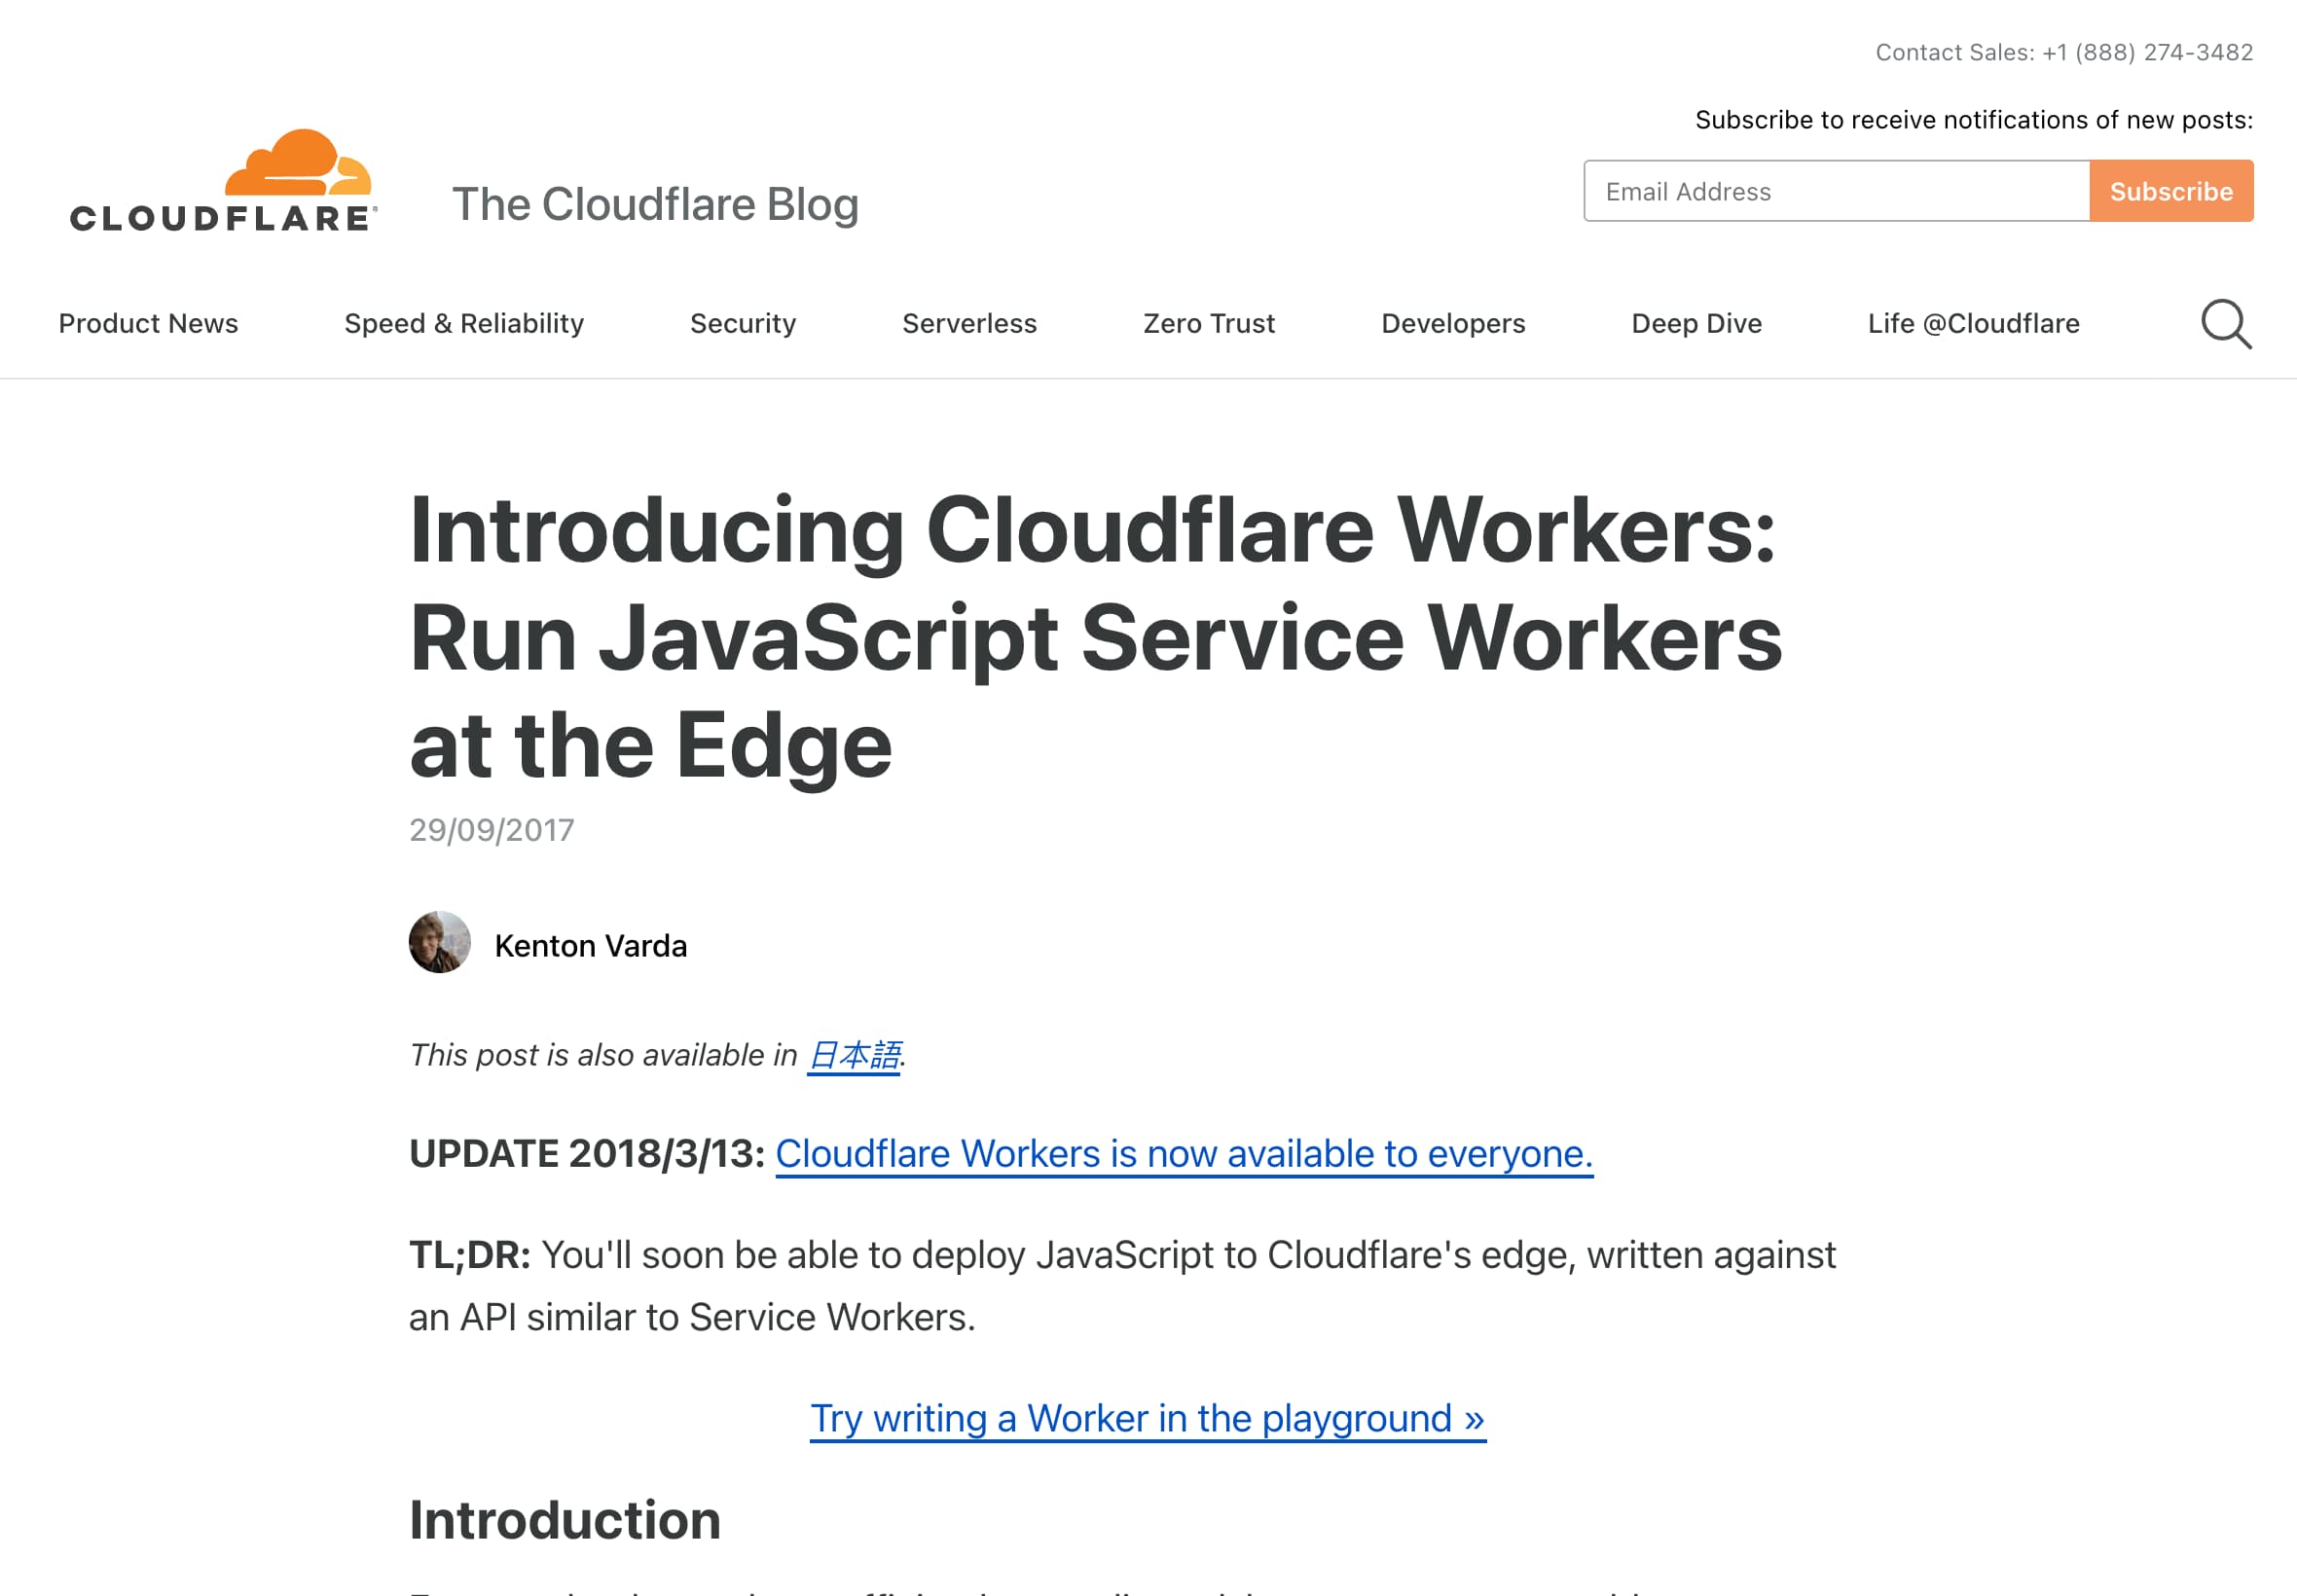 Contact Sales: +1 (888) 274-3482
Subscribe to receive notifications of new posts:
CLOUDFLARE®
The Cloudflare Blog
Email Address
Subscribe
Product News
Speed & Reliability
Security
Serverless
Zero Trust
Developers
Deep Dive
Life @Cloudflare
Introducing Cloudflare Workers:
Run JavaScript Service Workers
at the Edge
29/09/2017
Kenton Varda
This post is also available in 日本語.
UPDATE 2018/3/13: Cloudflare Workers is now available to everyone.
TL;DR: You'll soon be able to deploy JavaScript to Cloudflare's edge, written against
an API similar to Service Workers.
Try writing a Worker in the playground »
Introduction